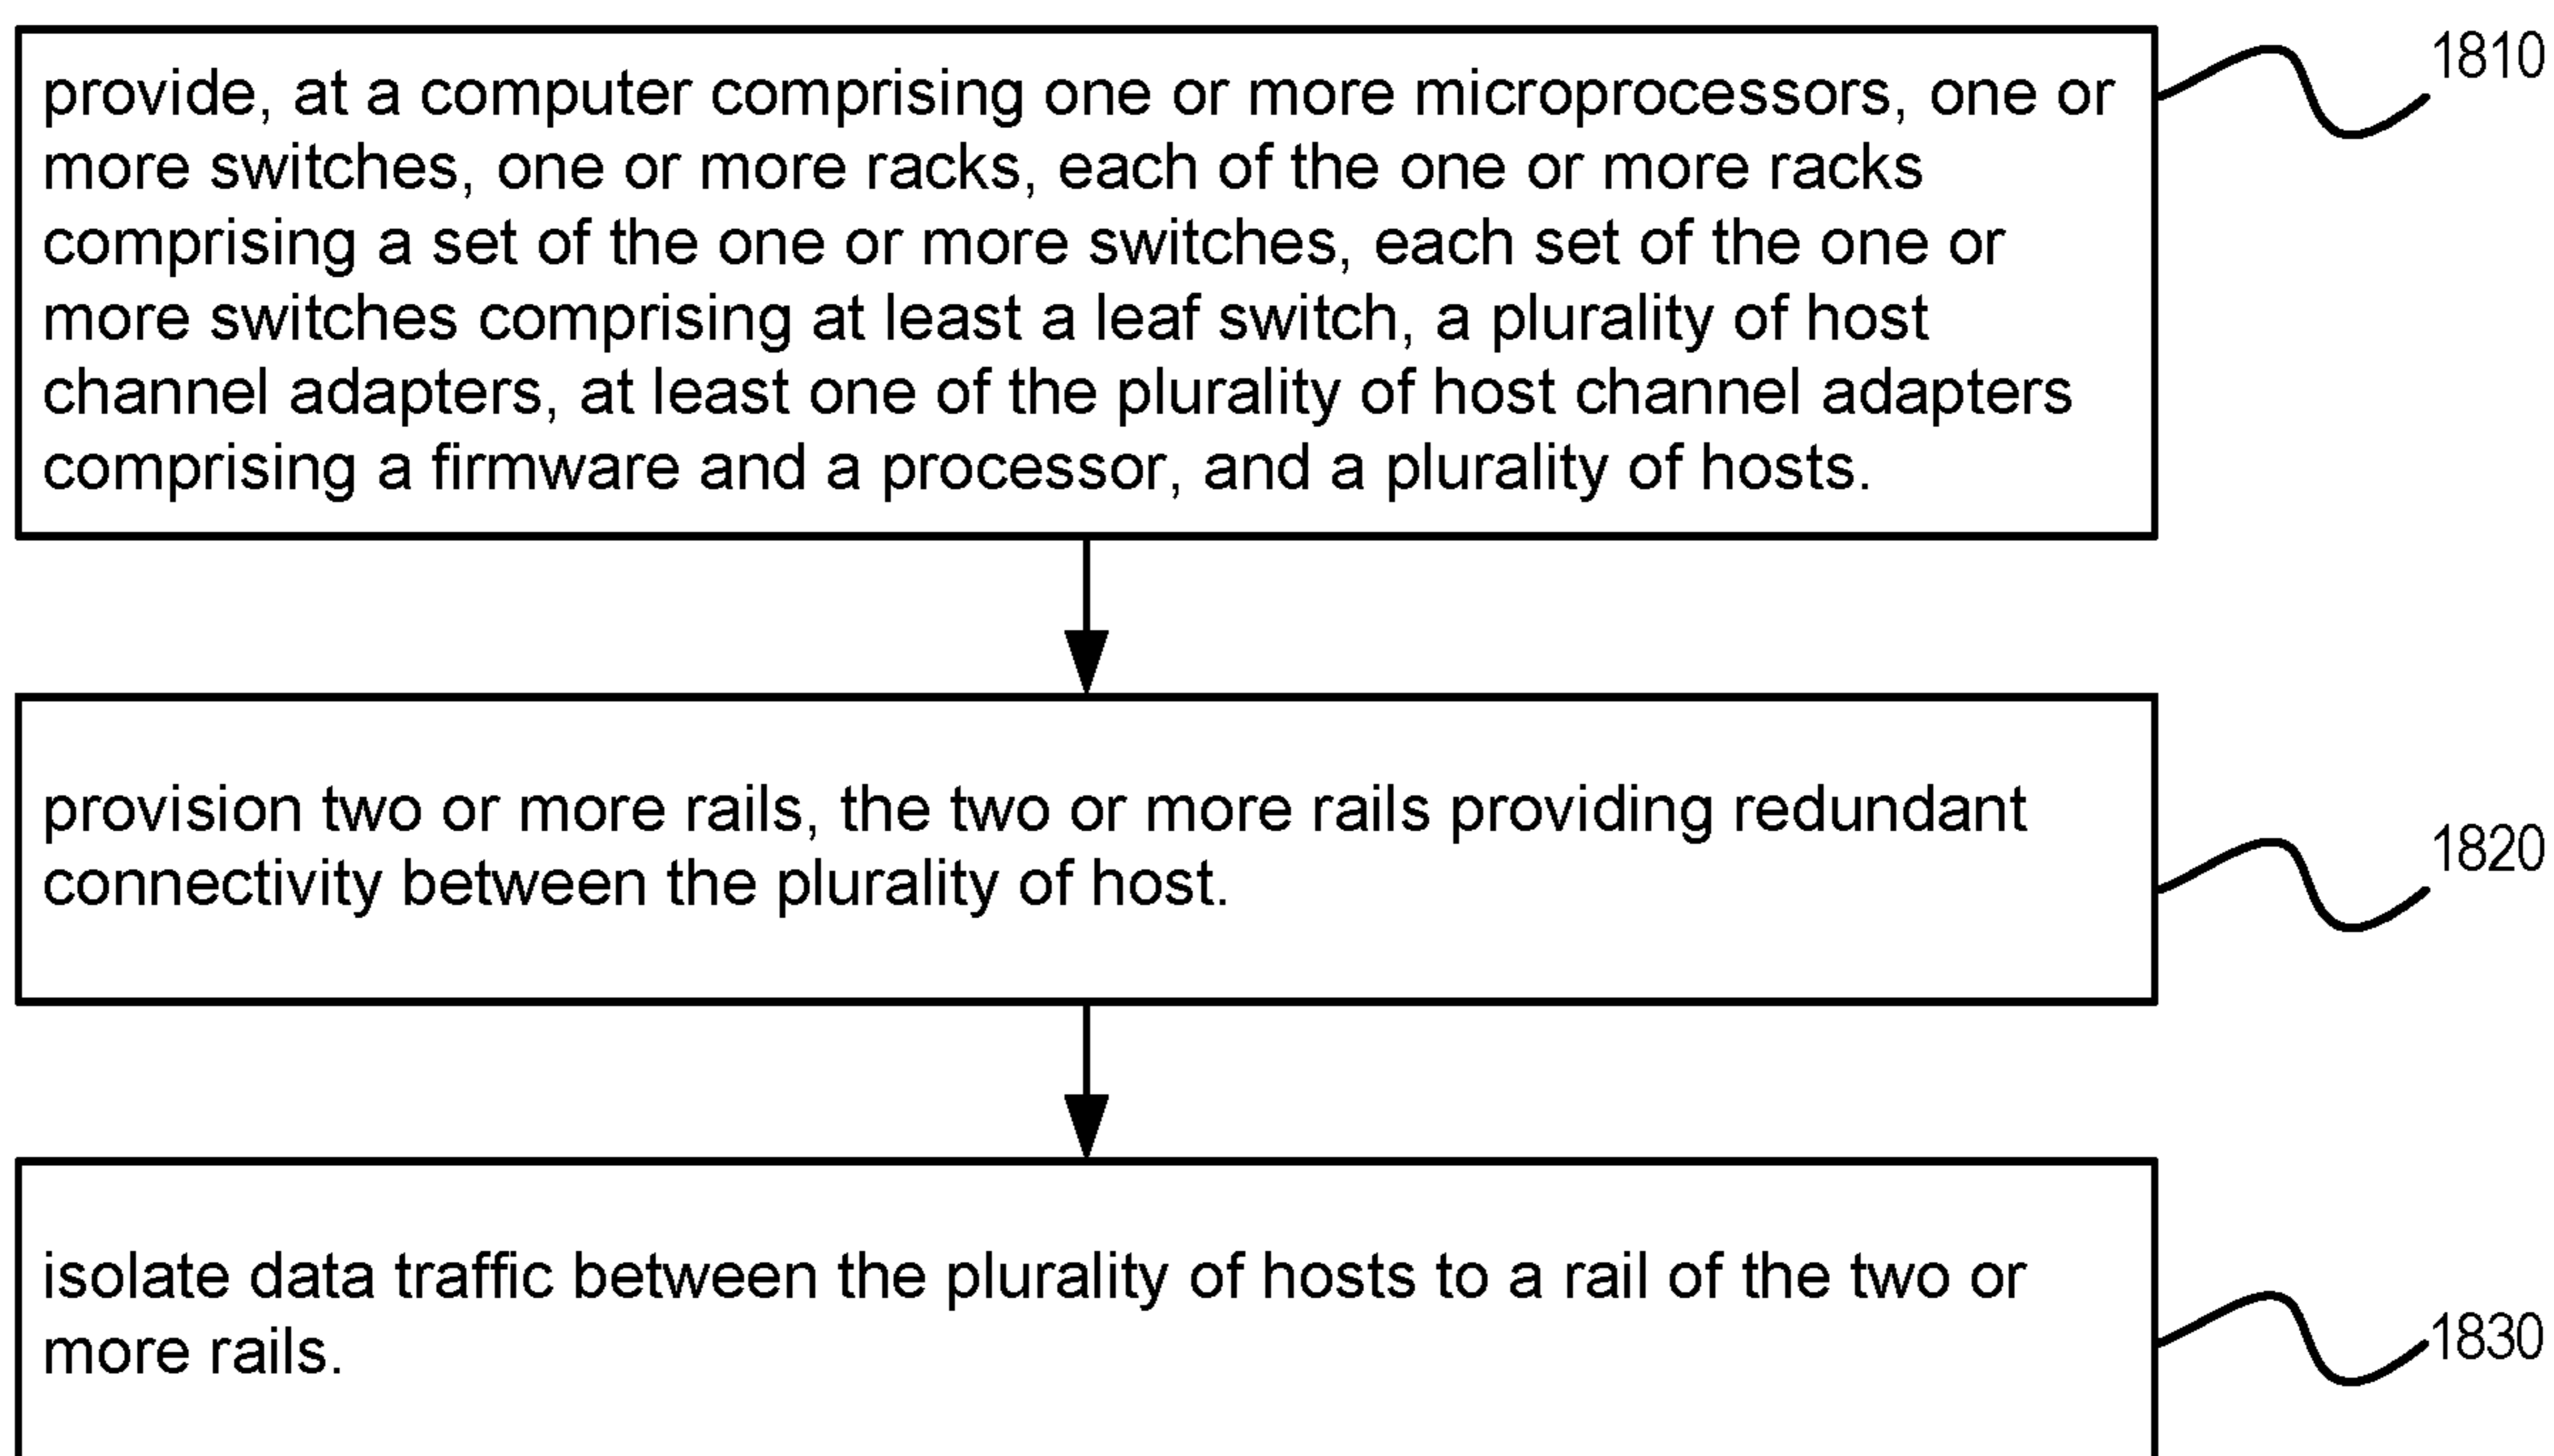 provide, at a computer comprising one or more microprocessors, one or
more switches, one or more racks, each of the one or more racks
comprising a set of the one or more switches, each set of the one or
more switches comprising at least a leaf switch, a plurality of host
channel adapters, at least one of the plurality of host channel adapters
comprising a firmware and a processor, and a plurality of hosts.
1810
provision two or more rails, the two or more rails providing redundant
connectivity between the plurality of host.
1820
isolate data traffic between the plurality of hosts to a rail of the two or
more rails.
1830